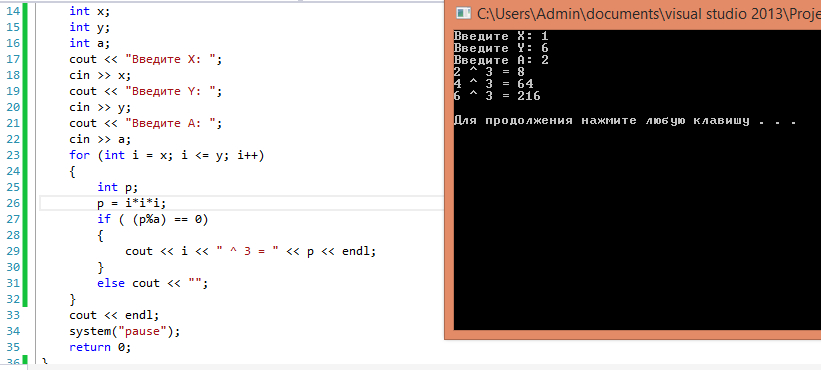 14 int x;
15 int y;
16 int a;
17 cout << "Введите X: ";
18 cin >> x;
19 cout << "Введите Y: ";
20 cin >> y;
21 cout << "Введите A: ";
22 cin >> a;
23 for (int i = x; i <= y; i++)
24 {
25 int p;
26 p = i*i*i;
27 if ( (p%a) == 0)
28 {
29 cout << i << " ^ 3 = " << p << endl;
30 }
31 else cout << "";
32 }
33 cout << endl;
34 system("pause");
35 return 0;
36 }
C:\Users\Admin\documents\visual studio 2013\Proje
Введите X: 1
Введите Y: 6
Введите A: 2
2 ^ 3 = 8
4 ^ 3 = 64
6 ^ 3 = 216
Для продолжения нажмите любую клавишу . . .